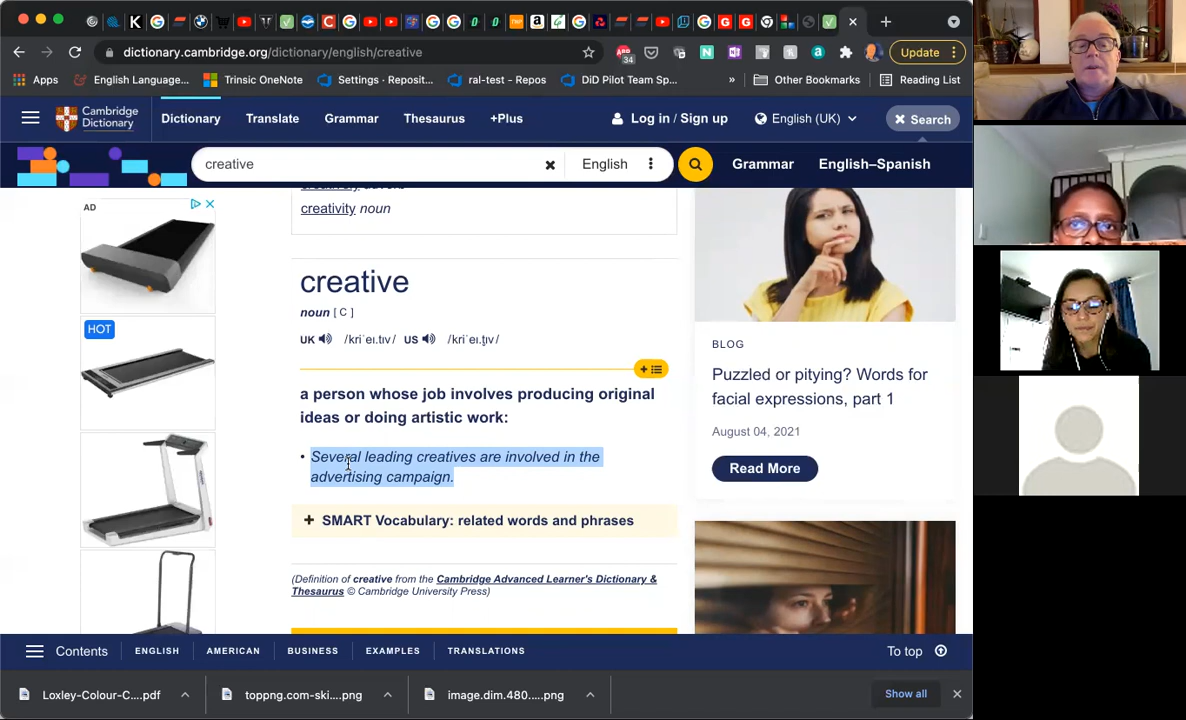 dictionary.cambridge.org/dictionary/english/creative
34
Update
Apps
English Language...
Trinsic OneNote
Settings - Reposit...
ral-test - Repos
DiD Pilot Team Sp...
»
Other Bookmarks
Reading List
Cambridge
Dictionary
Dictionary
Translate
Grammar
Thesaurus
+Plus
Log in / Sign up
English (UK)
Search
creative
English
Grammar
English–Spanish
AD
HOT
creativity noun
creative
noun [ C ]
UK /kriˈeɪ.tɪv/ US /kriˈeɪ.t̬ɪv/
a person whose job involves producing original
ideas or doing artistic work:
• Several leading creatives are involved in the
advertising campaign.
+ SMART Vocabulary: related words and phrases
(Definition of creative from the Cambridge Advanced Learner's Dictionary &
Thesaurus © Cambridge University Press)
BLOG
Puzzled or pitying? Words for
facial expressions, part 1
August 04, 2021
Read More
Contents
ENGLISH
AMERICAN
BUSINESS
EXAMPLES
TRANSLATIONS
To top
Loxley-Colour-C....pdf
toppng.com-ski....png
image.dim.480.....png
Show all